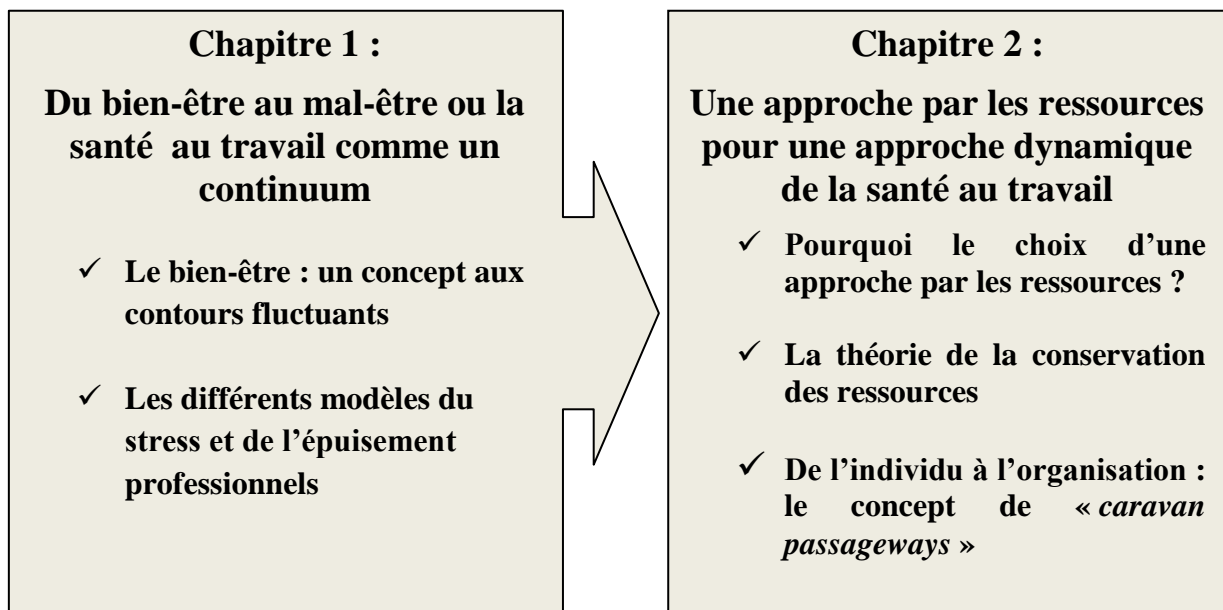 Chapitre 1 :
Du bien-être au mal-être ou la
santé au travail comme un
continuum
✓ Le bien-être : un concept aux
contours fluctuants
✓ Les différents modèles du
stress et de l’épuisement
professionnels
Chapitre 2 :
Une approche par les ressources
pour une approche dynamique
de la santé au travail
✓ Pourquoi le choix d’une
approche par les ressources ?
✓ La théorie de la conservation
des ressources
✓ De l’individu à l’organisation :
le concept de « caravan
passageways »